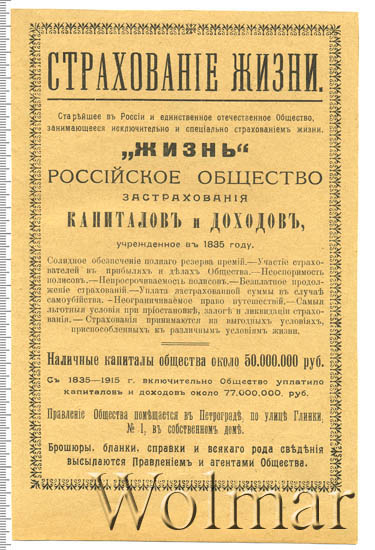 СТРАХОВАНІЕ ЖИЗНИ.
Старѣйшее въ Россіи и единственное отечественное Общество,
занимающееся исключительно и спеціально страхованіемъ жизни.
„ЖИЗНЬ“
РОССІЙСКОЕ ОБЩЕСТВО
ЗАСТРАХОВАНІЯ
КАПИТАЛОВЪ и ДОХОДОВЪ,
учрежденное въ 1835 году.
Солидное обезпеченіе полнаго резерва премій.—Участіе страхо-
вателей въ прибыляхъ и дѣлахъ Общества.—Неоспоримость
полисовъ.—Непросрочиваемость полисовъ.—Безплатное продол-
женіе страхованій—Уплата застрахованной суммы въ случаѣ
самоубійства.—Неограничиваемое право путешествій.—Самыя
льготныя условія при пріостановкѣ, залогѣ и ликвидаціи страхо-
ванія.—Страхованія принимаются на выгодныхъ условіяхъ,
приспособленныхъ къ различнымъ условіямъ жизни.
Наличные капиталы общества около 50.000.000 руб.
Съ 1835—1915 г. включительно Общество уплатило
капиталовъ и доходовъ около 77.000.000. руб.
Правленіе Общества помѣщается въ Петроградѣ, по улицѣ Глинки,
№ 1, въ собственномъ домѣ.
Брошюры, бланки, справки и всякаго рода свѣдѣнія
высылаются Правленіемъ и агентами Общества.
Wolmar